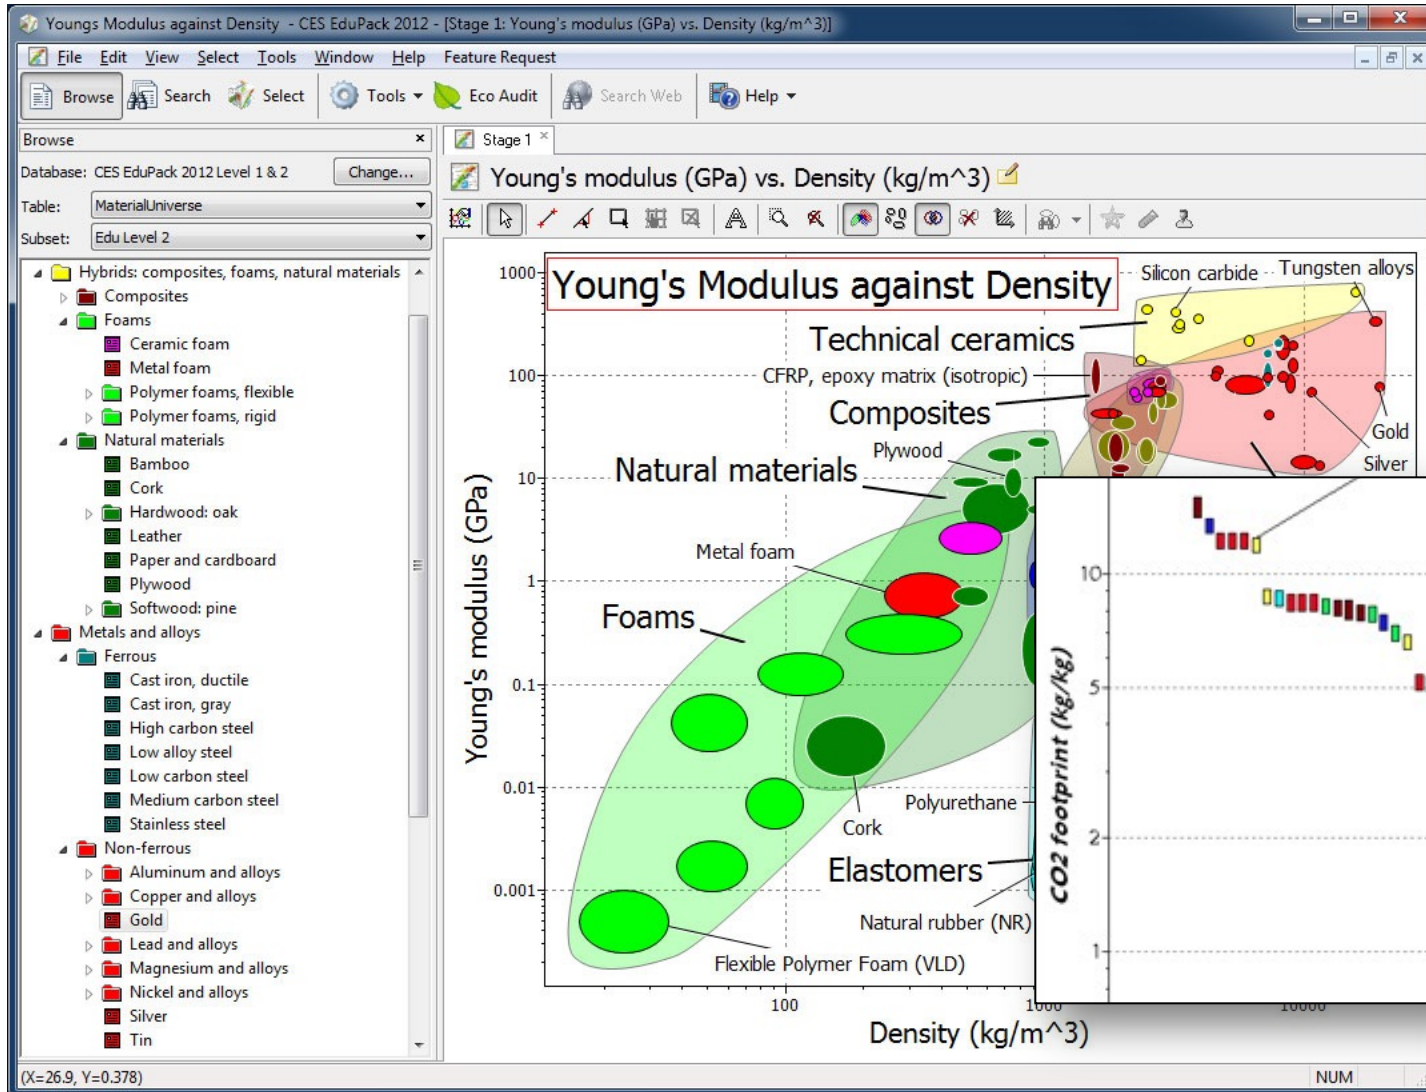 Youngs Modulus against Density - CES EduPack 2012 - [Stage 1: Young's modulus (GPa) vs. Density (kg/m^3)]
File Edit View Select Tools Window Help Feature Request
Browse Search Select Tools Eco Audit Search Web Help
Browse
Database: CES EduPack 2012 Level 1 & 2 Change...
Table: MaterialUniverse
Subset: Edu Level 2
Hybrids: composites, foams, natural materials
Composites
Foams
Ceramic foam
Metal foam
Polymer foams, flexible
Polymer foams, rigid
Natural materials
Bamboo
Cork
Hardwood: oak
Leather
Paper and cardboard
Plywood
Softwood: pine
Metals and alloys
Ferrous
Cast iron, ductile
Cast iron, gray
High carbon steel
Low alloy steel
Low carbon steel
Medium carbon steel
Stainless steel
Non-ferrous
Aluminum and alloys
Copper and alloys
Gold
Lead and alloys
Magnesium and alloys
Nickel and alloys
Silver
Tin
Stage 1
Young's modulus (GPa) vs. Density (kg/m^3)
Young's Modulus against Density
Silicon carbide
Tungsten alloys
Technical ceramics
CFRP, epoxy matrix (isotropic)
Composites
Plywood
Gold
Silver
Natural materials
Metal foam
Foams
Cork
Polyurethane
Elastomers
Natural rubber (NR)
Flexible Polymer Foam (VLD)
Young's modulus (GPa)
1000
100
10
1
0.1
0.01
0.001
100 1000 10000
Density (kg/m^3)
CO2 footprint (kg/kg)
10
5
2
1
(X=26.9, Y=0.378) NUM